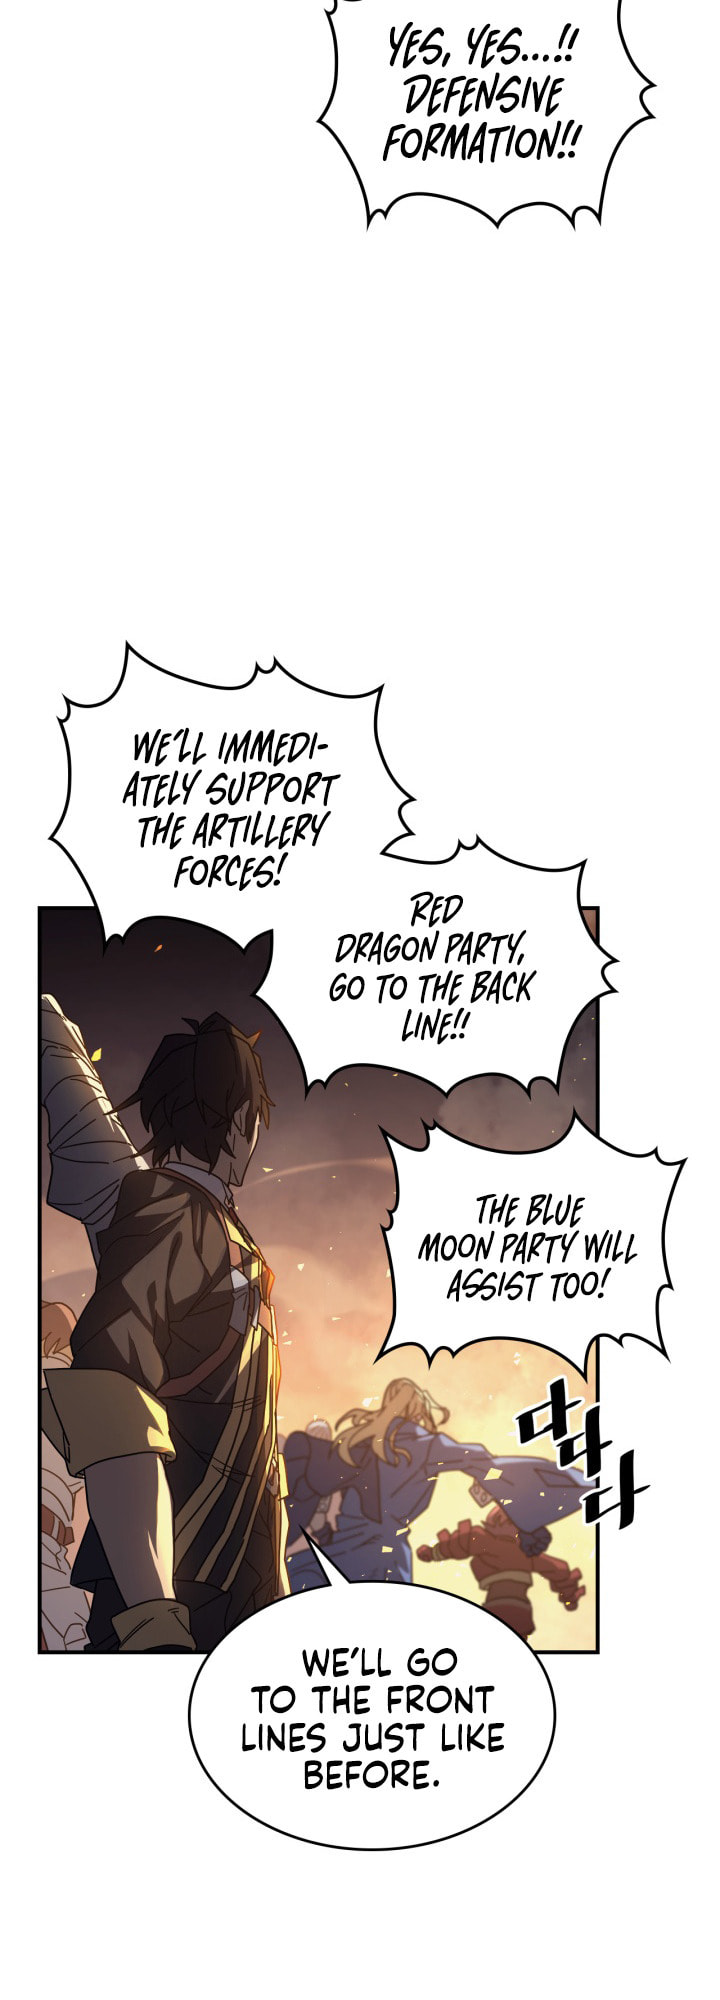 YES, YES...!!
DEFENSIVE
FORMATION!!
WE'LL IMMEDI-
ATELY SUPPORT
THE ARTILLERY
FORCES!
RED
DRAGON PARTY,
GO TO THE BACK
LINE!!
THE BLUE
MOON PARTY WILL
ASSIST TOO!
다다다
WE'LL GO
TO THE FRONT
LINES JUST LIKE
BEFORE.